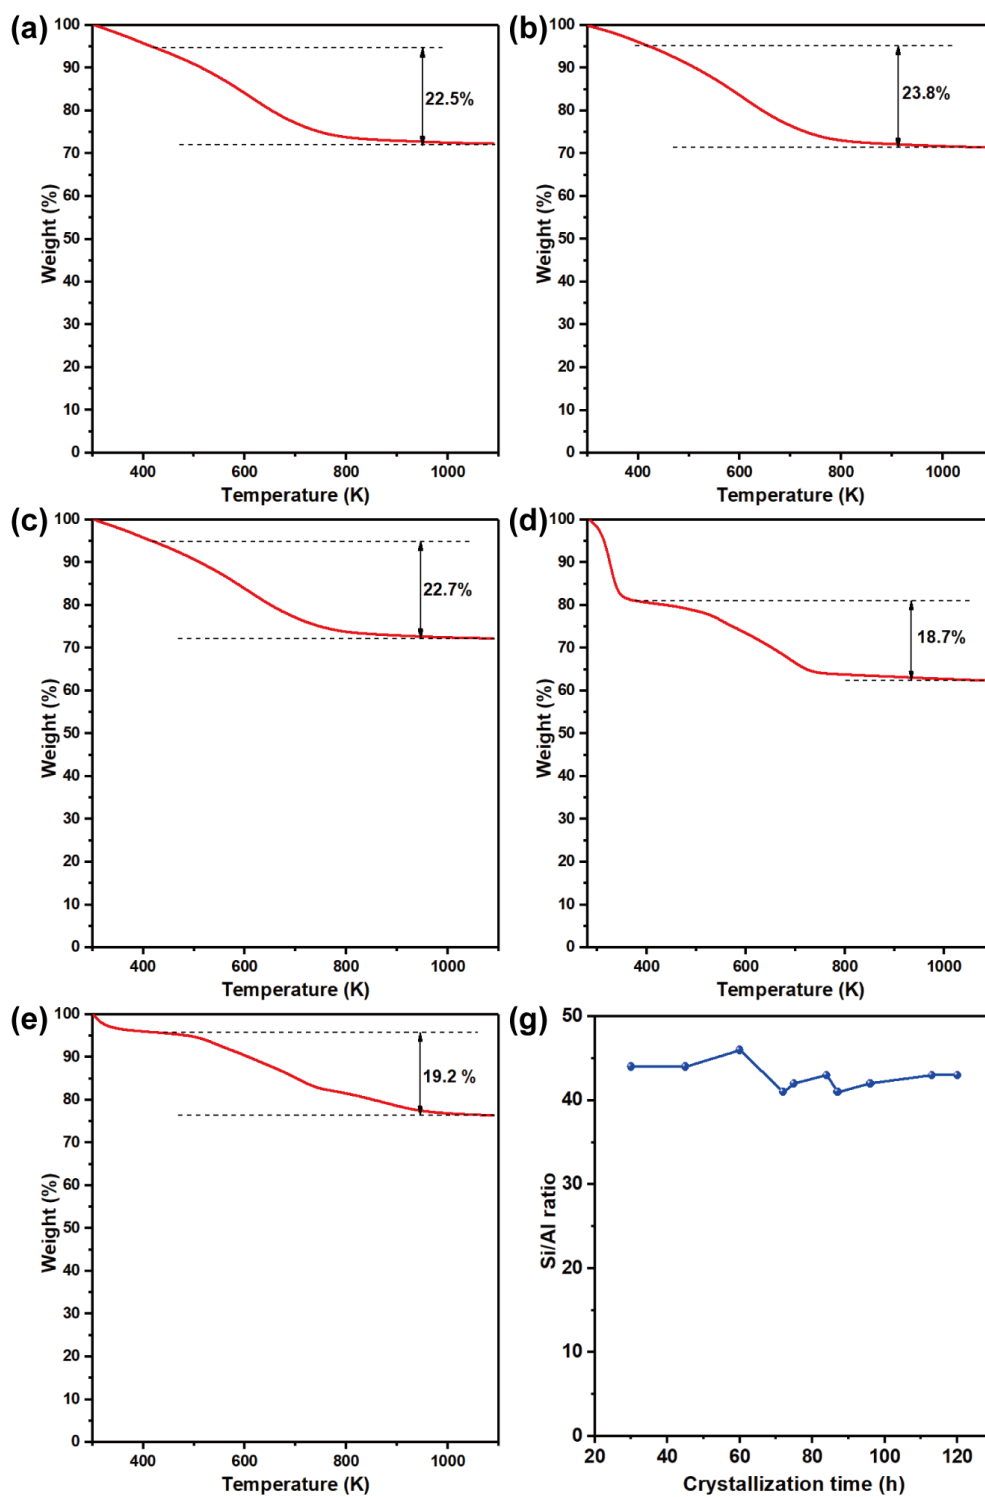 (a)
100
90
80
70
60
50
40
30
20
10
0
Weight (%)
22.5%
400 600 800 1000
Temperature (K)
(b)
100
90
80
70
60
50
40
30
20
10
0
Weight (%)
23.8%
400 600 800 1000
Temperature (K)
(c)
100
90
80
70
60
50
40
30
20
10
0
Weight (%)
22.7%
400 600 800 1000
Temperature (K)
(d)
100
90
80
70
60
50
40
30
20
10
0
Weight (%)
18.7%
400 600 800 1000
Temperature (K)
(e)
100
90
80
70
60
50
40
30
20
10
0
Weight (%)
19.2 %
400 600 800 1000
Temperature (K)
(g)
50
40
30
20
10
0
Si/Al ratio
20 40 60 80 100 120
Crystallization time (h)